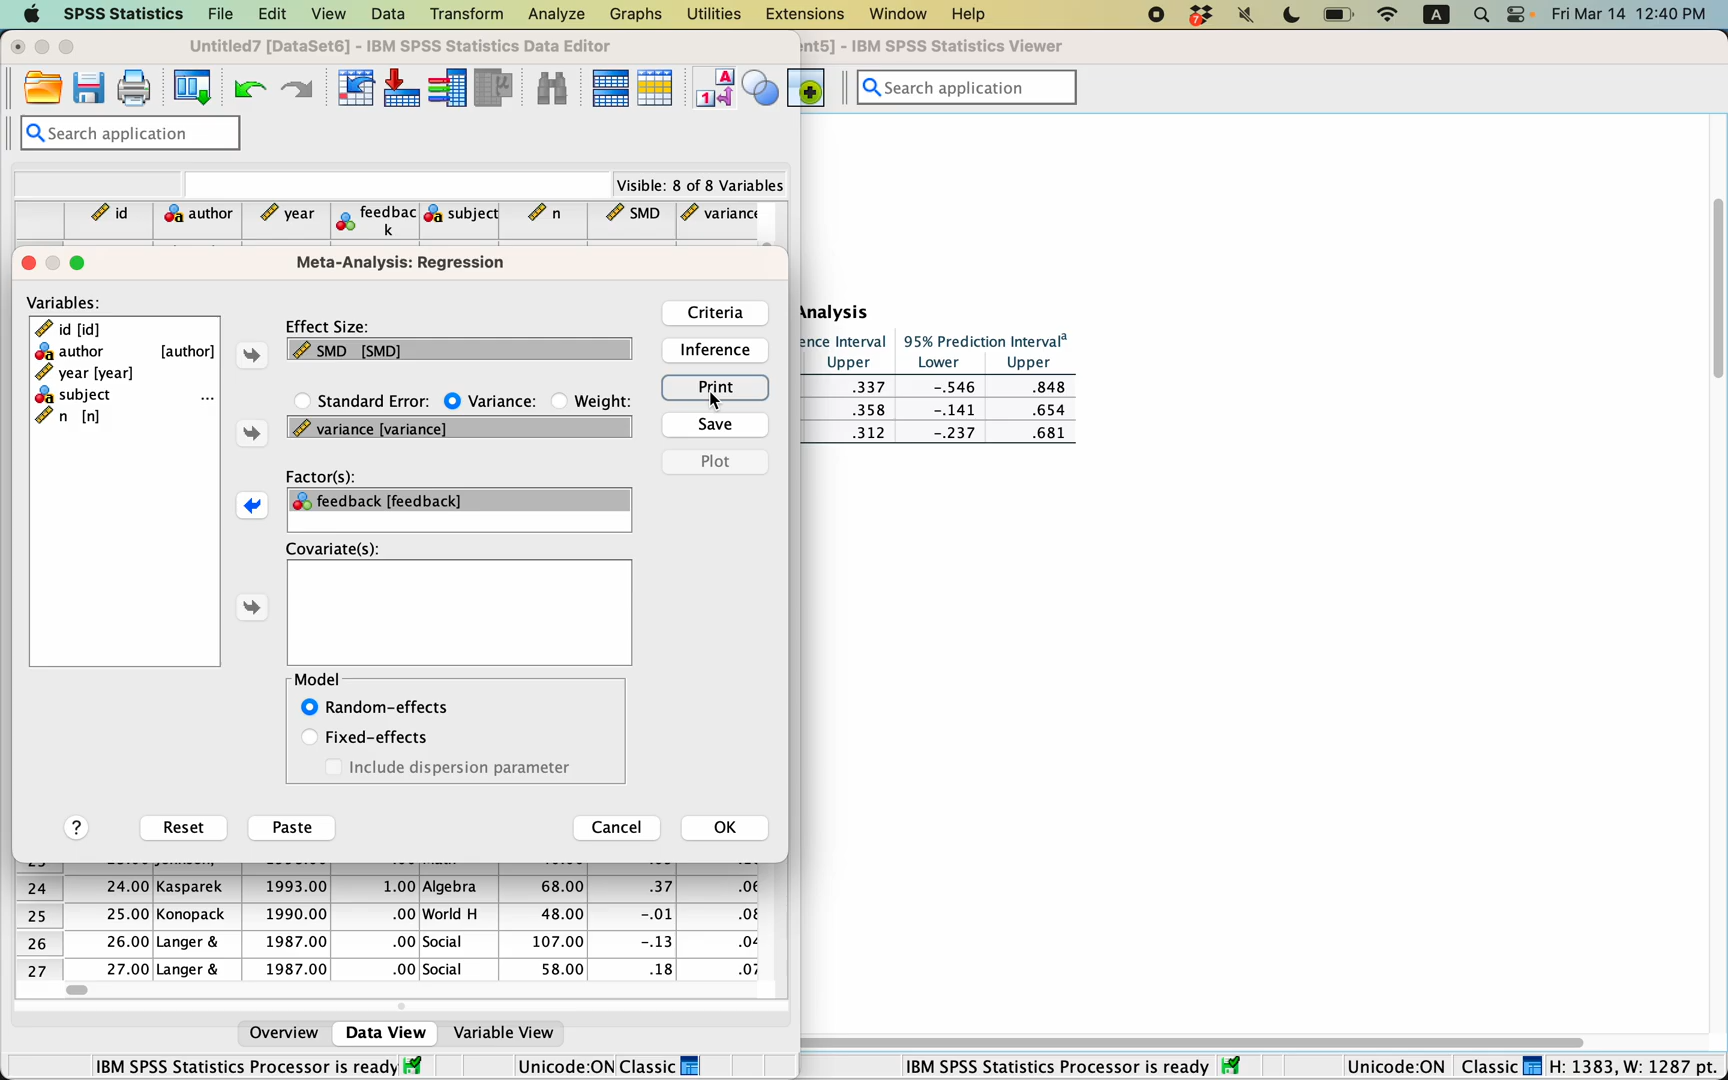 SPSS Statistics File Edit View Data Transform Analyze Graphs Utilities Extensions Window Help 7 A Fri Mar 14 12:40 PM
Untitled7 [DataSet6] - IBM SPSS Statistics Data Editor
ent5] - IBM SPSS Statistics Viewer
Search application
Search application
Visible: 8 of 8 Variables
id author year feedbac k subject n SMD variance
Meta-Analysis: Regression
Variables:
id [id]
author [author]
year [year]
subject ...
n [n]
Effect Size:
SMD [SMD]
Standard Error: Variance: Weight:
variance [variance]
Factor(s):
feedback [feedback]
Covariate(s):
Model
Random-effects
Fixed-effects
Include dispersion parameter
Criteria
Inference
Print
Save
Plot
? Reset Paste Cancel OK
Analysis
ence Interval 95% Prediction Interval a
Upper Lower Upper
.337 -.546 .848
.358 -.141 .654
.312 -.237 .681
24 24.00 Kasparek 1993.00 1.00 Algebra 68.00 .37 .06
25 25.00 Konopack 1990.00 .00 World H 48.00 -.01 .08
26 26.00 Langer & 1987.00 .00 Social 107.00 -.13 .04
27 27.00 Langer & 1987.00 .00 Social 58.00 .18 .07
Overview Data View Variable View
IBM SPSS Statistics Processor is ready Unicode:ON Classic
IBM SPSS Statistics Processor is ready Unicode:ON Classic H: 1383, W: 1287 pt.